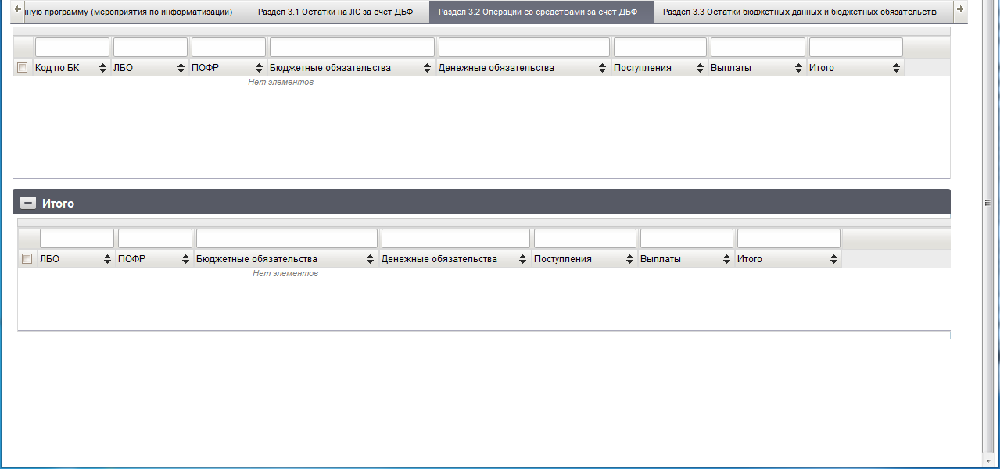 нную программу (мероприятия по информатизации) Раздел 3.1 Остатки на ЛС за счет ДБФ Раздел 3.2 Операции со средствами за счет ДБФ Раздел 3.3 Остатки бюджетных данных и бюджетных обязательств
Код по БК ЛБО ПОФР Бюджетные обязательства Денежные обязательства Поступления Выплаты Итого
Нет элементов
Итого
ЛБО ПОФР Бюджетные обязательства Денежные обязательства Поступления Выплаты Итого
Нет элементов